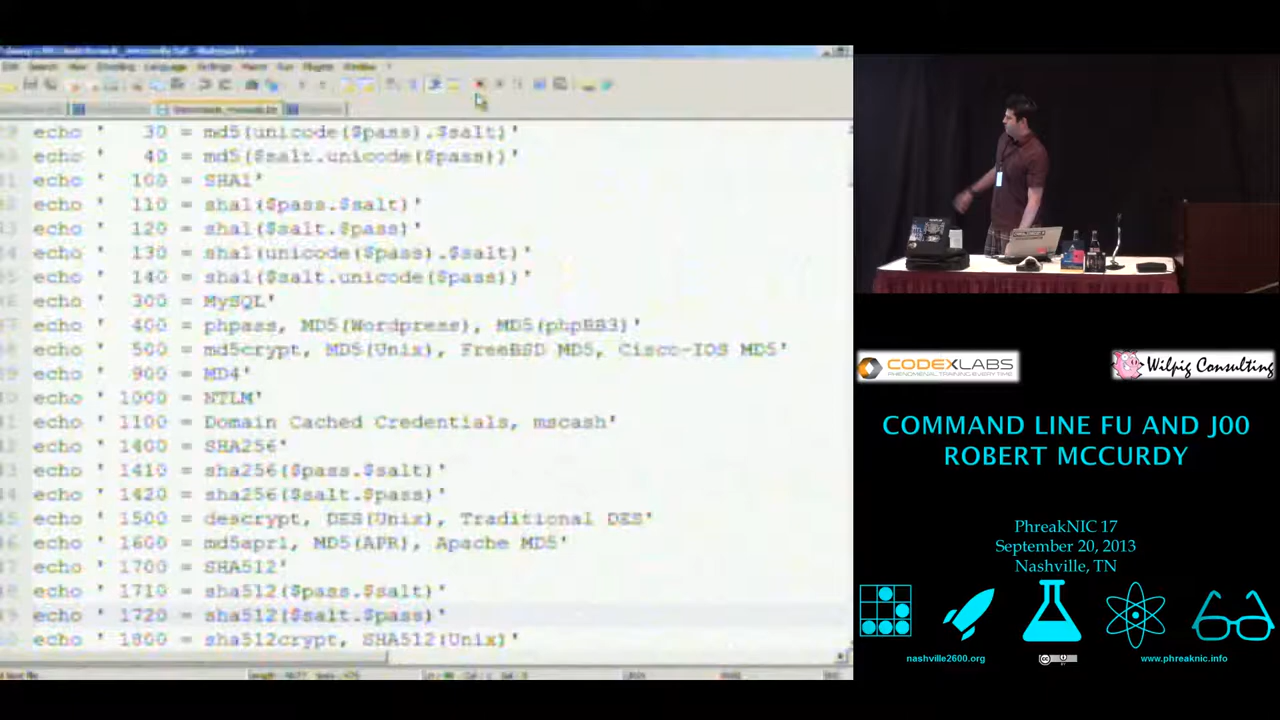 echo ' 30 = md5(unicode($pass).$salt)'
echo ' 40 = md5($salt.unicode($pass))'
echo ' 100 = SHA1'
echo ' 110 = sha1($pass.$salt)'
echo ' 120 = sha1($salt.$pass)'
echo ' 130 = sha1(unicode($pass).$salt)'
echo ' 140 = sha1($salt.unicode($pass))'
echo ' 300 = MySQL'
echo ' 400 = phpass, MD5(Wordpress), MD5(phpBB3)'
echo ' 500 = md5crypt, MD5(Unix), FreeBSD MD5, Cisco-IOS MD5'
echo ' 900 = MD4'
echo ' 1000 = NTLM'
echo ' 1100 = Domain Cached Credentials, mscash'
echo ' 1400 = SHA256'
echo ' 1410 = sha256($pass.$salt)'
echo ' 1420 = sha256($salt.$pass)'
echo ' 1500 = descrypt, DES(Unix), Traditional DES'
echo ' 1600 = md5apr1, MD5(APR), Apache MD5'
echo ' 1700 = SHA512'
echo ' 1710 = sha512($pass.$salt)'
echo ' 1720 = sha512($salt.$pass)'
echo ' 1800 = sha512crypt, SHA512(Unix)'
CODEXLABS
PHENOMENAL TRAINING EVERY TIME
Wilpig Consulting
COMMAND LINE FU AND J00
ROBERT MCCURDY
PhreakNIC 17
September 20, 2013
Nashville, TN
nashville2600.org
www.phreaknic.info